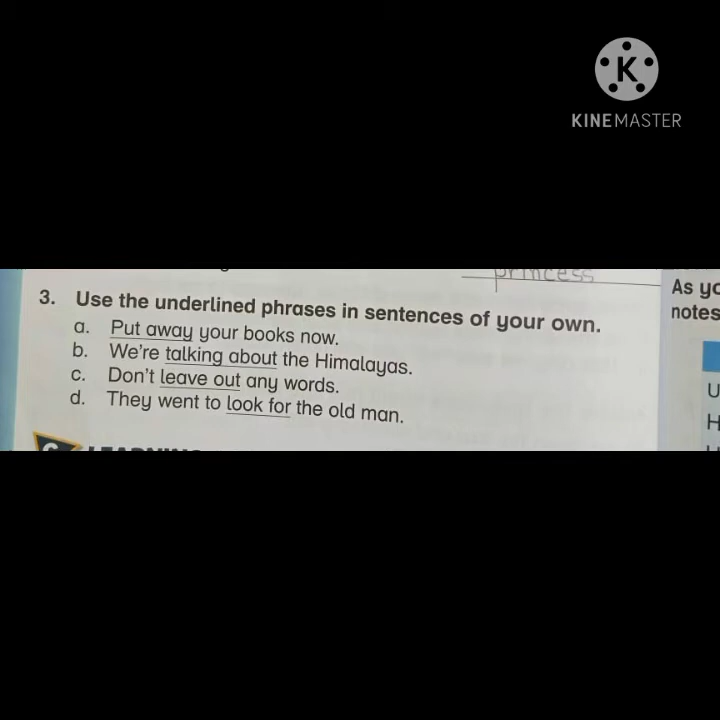 K
KINEMASTER
princess
3. Use the underlined phrases in sentences of your own.
a. Put away your books now.
b. We're talking about the Himalayas.
c. Don't leave out any words.
d. They went to look for the old man.
As yo
notes
U
H